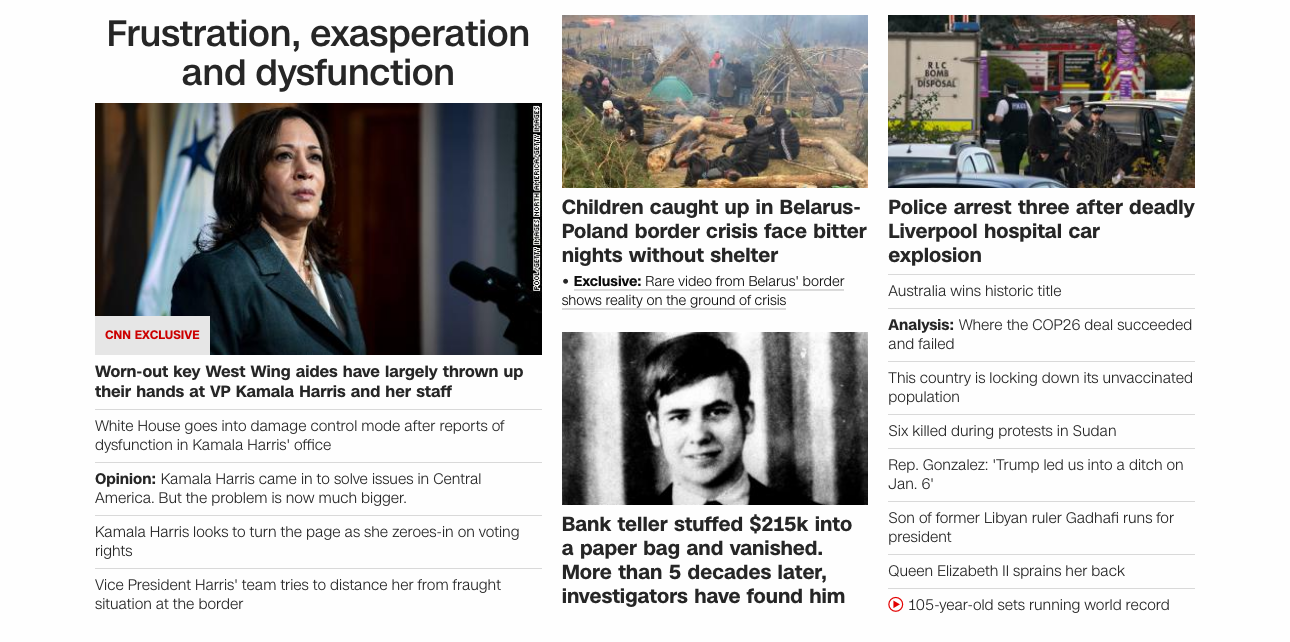 Frustration, exasperation
and dysfunction
POOL/GETTY IMAGES NORTH AMERICA/GETTY IMAGES
CNN EXCLUSIVE
Worn-out key West Wing aides have largely thrown up
their hands at VP Kamala Harris and her staff
White House goes into damage control mode after reports of
dysfunction in Kamala Harris' office
Opinion: Kamala Harris came in to solve issues in Central
America. But the problem is now much bigger.
Kamala Harris looks to turn the page as she zeroes-in on voting
rights
Vice President Harris' team tries to distance her from fraught
situation at the border
Children caught up in Belarus-
Poland border crisis face bitter
nights without shelter
• Exclusive: Rare video from Belarus' border
shows reality on the ground of crisis
Bank teller stuffed $215k into
a paper bag and vanished.
More than 5 decades later,
investigators have found him
RLC
BOMB
DISPOSAL
POLICE
Police arrest three after deadly
Liverpool hospital car
explosion
Australia wins historic title
Analysis: Where the COP26 deal succeeded
and failed
This country is locking down its unvaccinated
population
Six killed during protests in Sudan
Rep. Gonzalez: 'Trump led us into a ditch on
Jan. 6'
Son of former Libyan ruler Gadhafi runs for
president
Queen Elizabeth II sprains her back
105-year-old sets running world record